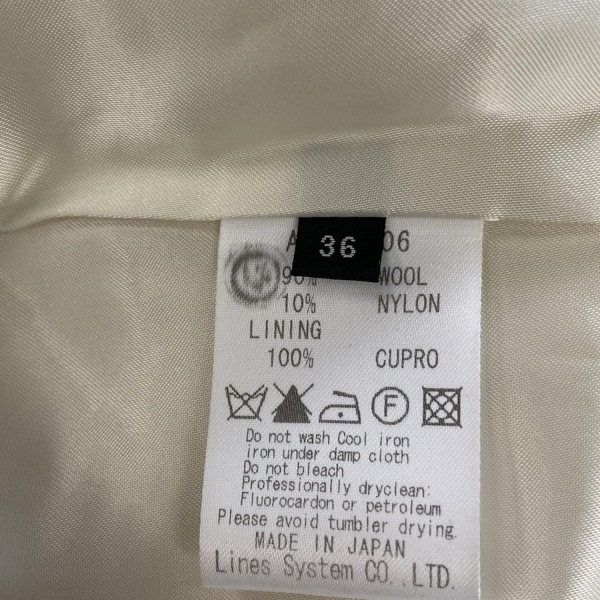 36
06
90% WOOL
10% NYLON
LINING
100% CUPRO
F
Do not wash Cool iron
iron under damp cloth
Do not bleach
Professionally dryclean:
Fluorocardon or petroleum
Please avoid tumbler drying.
MADE IN JAPAN
Lines System CO.,LTD.